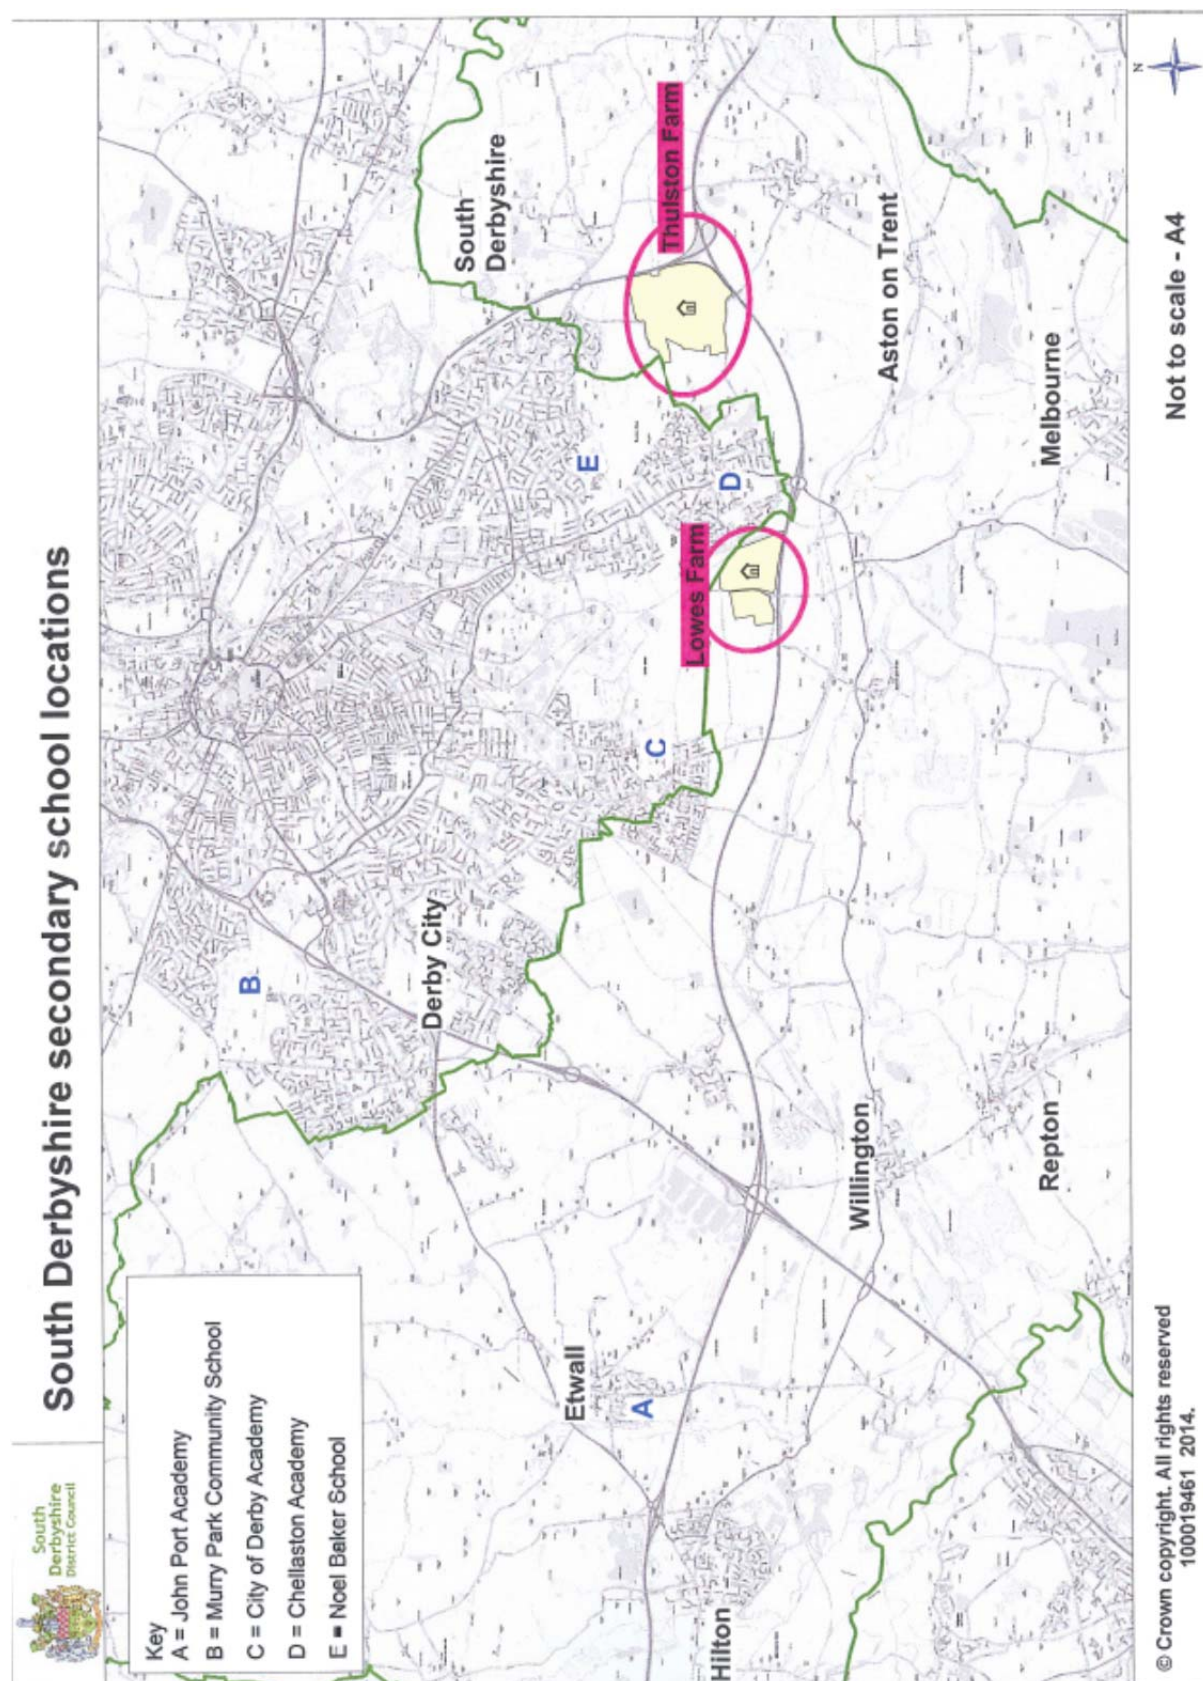 South Derbyshire secondary school locations
South
Derbyshire
District Council
Key
A = John Port Academy
B = Murry Park Community School
C = City of Derby Academy
D = Chellaston Academy
E = Noel Baker School
B
Derby City
South
Derbyshire
E
C
D
Thulston Farm
Lowes Farm
Etwall
A
Hilton
Willington
Repton
Aston on Trent
Melbourne
N
© Crown copyright. All rights reserved
100019461 2014.
Not to scale - A4